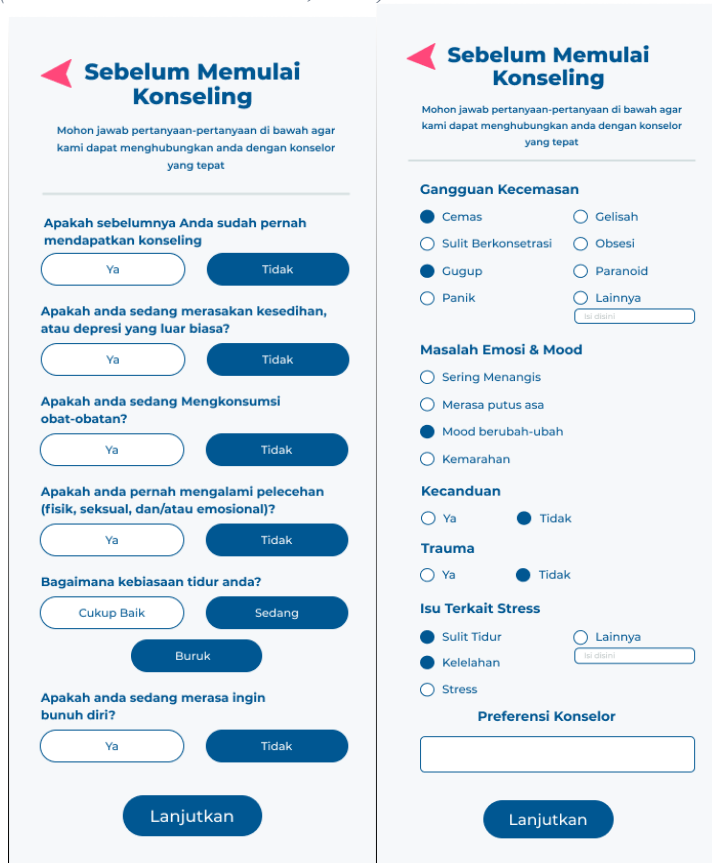 Sebelum Memulai
Konseling
Mohon jawab pertanyaan-pertanyaan di bawah agar
kami dapat menghubungkan anda dengan konselor
yang tepat
Apakah sebelumnya Anda sudah pernah
mendapatkan konseling
Ya Tidak
Apakah anda sedang merasakan kesedihan,
atau depresi yang luar biasa?
Ya Tidak
Apakah anda sedang Mengkonsumsi
obat-obatan?
Ya Tidak
Apakah anda pernah mengalami pelecehan
(fisik, seksual, dan/atau emosional)?
Ya Tidak
Bagaimana kebiasaan tidur anda?
Cukup Baik Sedang
Buruk
Apakah anda sedang merasa ingin
bunuh diri?
Ya Tidak
Lanjutkan
Sebelum Memulai
Konseling
Mohon jawab pertanyaan-pertanyaan di bawah agar
kami dapat menghubungkan anda dengan konselor
yang tepat
Gangguan Kecemasan
Cemas Gelisah
Sulit Berkonsetrasi Obsesi
Gugup Paranoid
Panik Lainnya
Isi disini
Masalah Emosi & Mood
Sering Menangis
Merasa putus asa
Mood berubah-ubah
Kemarahan
Kecanduan
Ya Tidak
Trauma
Ya Tidak
Isu Terkait Stress
Sulit Tidur Lainnya
Kelelahan Isi disini
Stress
Preferensi Konselor
Lanjutkan